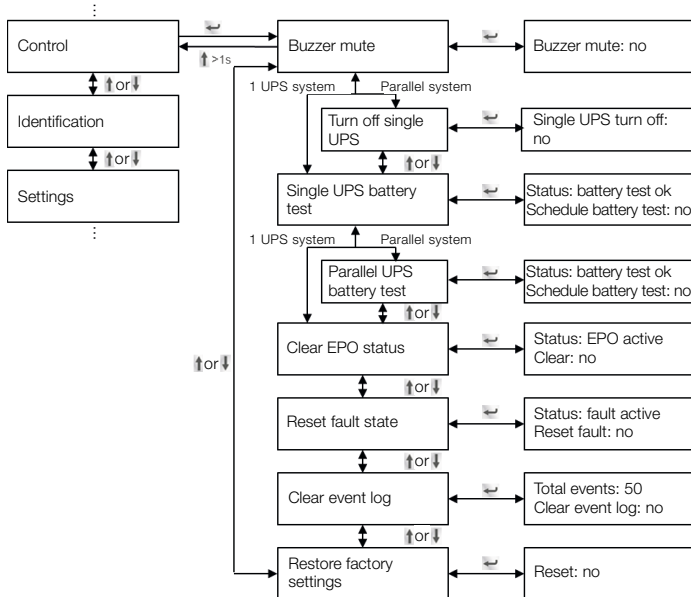 ⋮
Control
Buzzer mute
Buzzer mute: no
↑ >1s
↑ or ↓
1 UPS system
Parallel system
Identification
Turn off single
UPS
Single UPS turn off:
no
↑ or ↓
↑ or ↓
Settings
Single UPS battery
test
Status: battery test ok
Schedule battery test: no
⋮
1 UPS system
Parallel system
Parallel UPS
battery test
Status: battery test ok
Schedule battery test: no
↑ or ↓
Clear EPO status
Status: EPO active
Clear: no
↑ or ↓
↑ or ↓
Reset fault state
Status: fault active
Reset fault: no
↑ or ↓
Clear event log
Total events: 50
Clear event log: no
↑ or ↓
Restore factory
settings
Reset: no